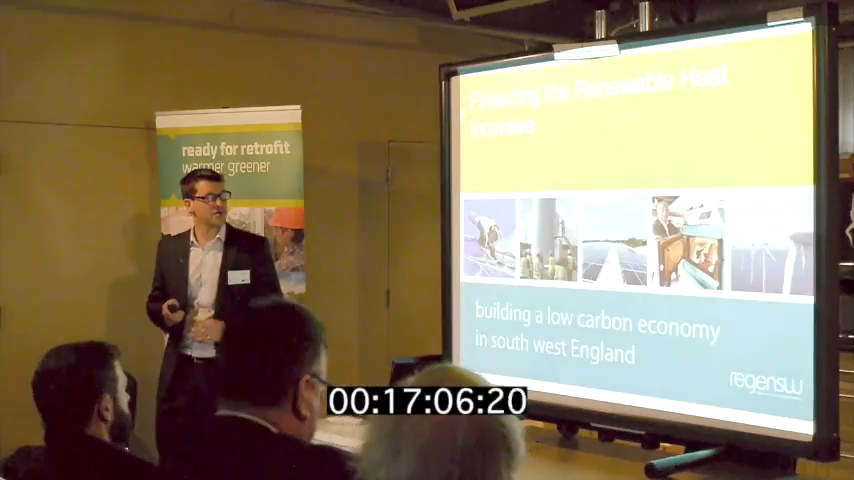 ready for retrofit
warmer greener
Financing the Renewable Heat
Incentive
building a low carbon economy
in south west England
regensw
00:17:06:20